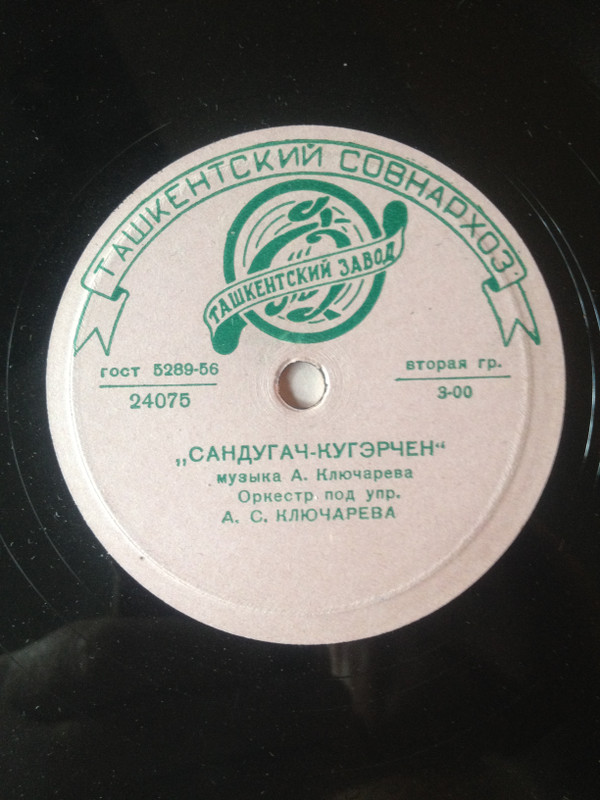 ТАШКЕНТСКИЙ СОВНАРХОЗ
ТАШКЕНТСКИЙ ЗАВОД
гост 5289-56
24075
вторая гр.
3-00
„САНДУГАЧ-КУГЭРЧЕН“
музыка А. Ключарева
Оркестр под упр.
А. С. КЛЮЧАРЕВА